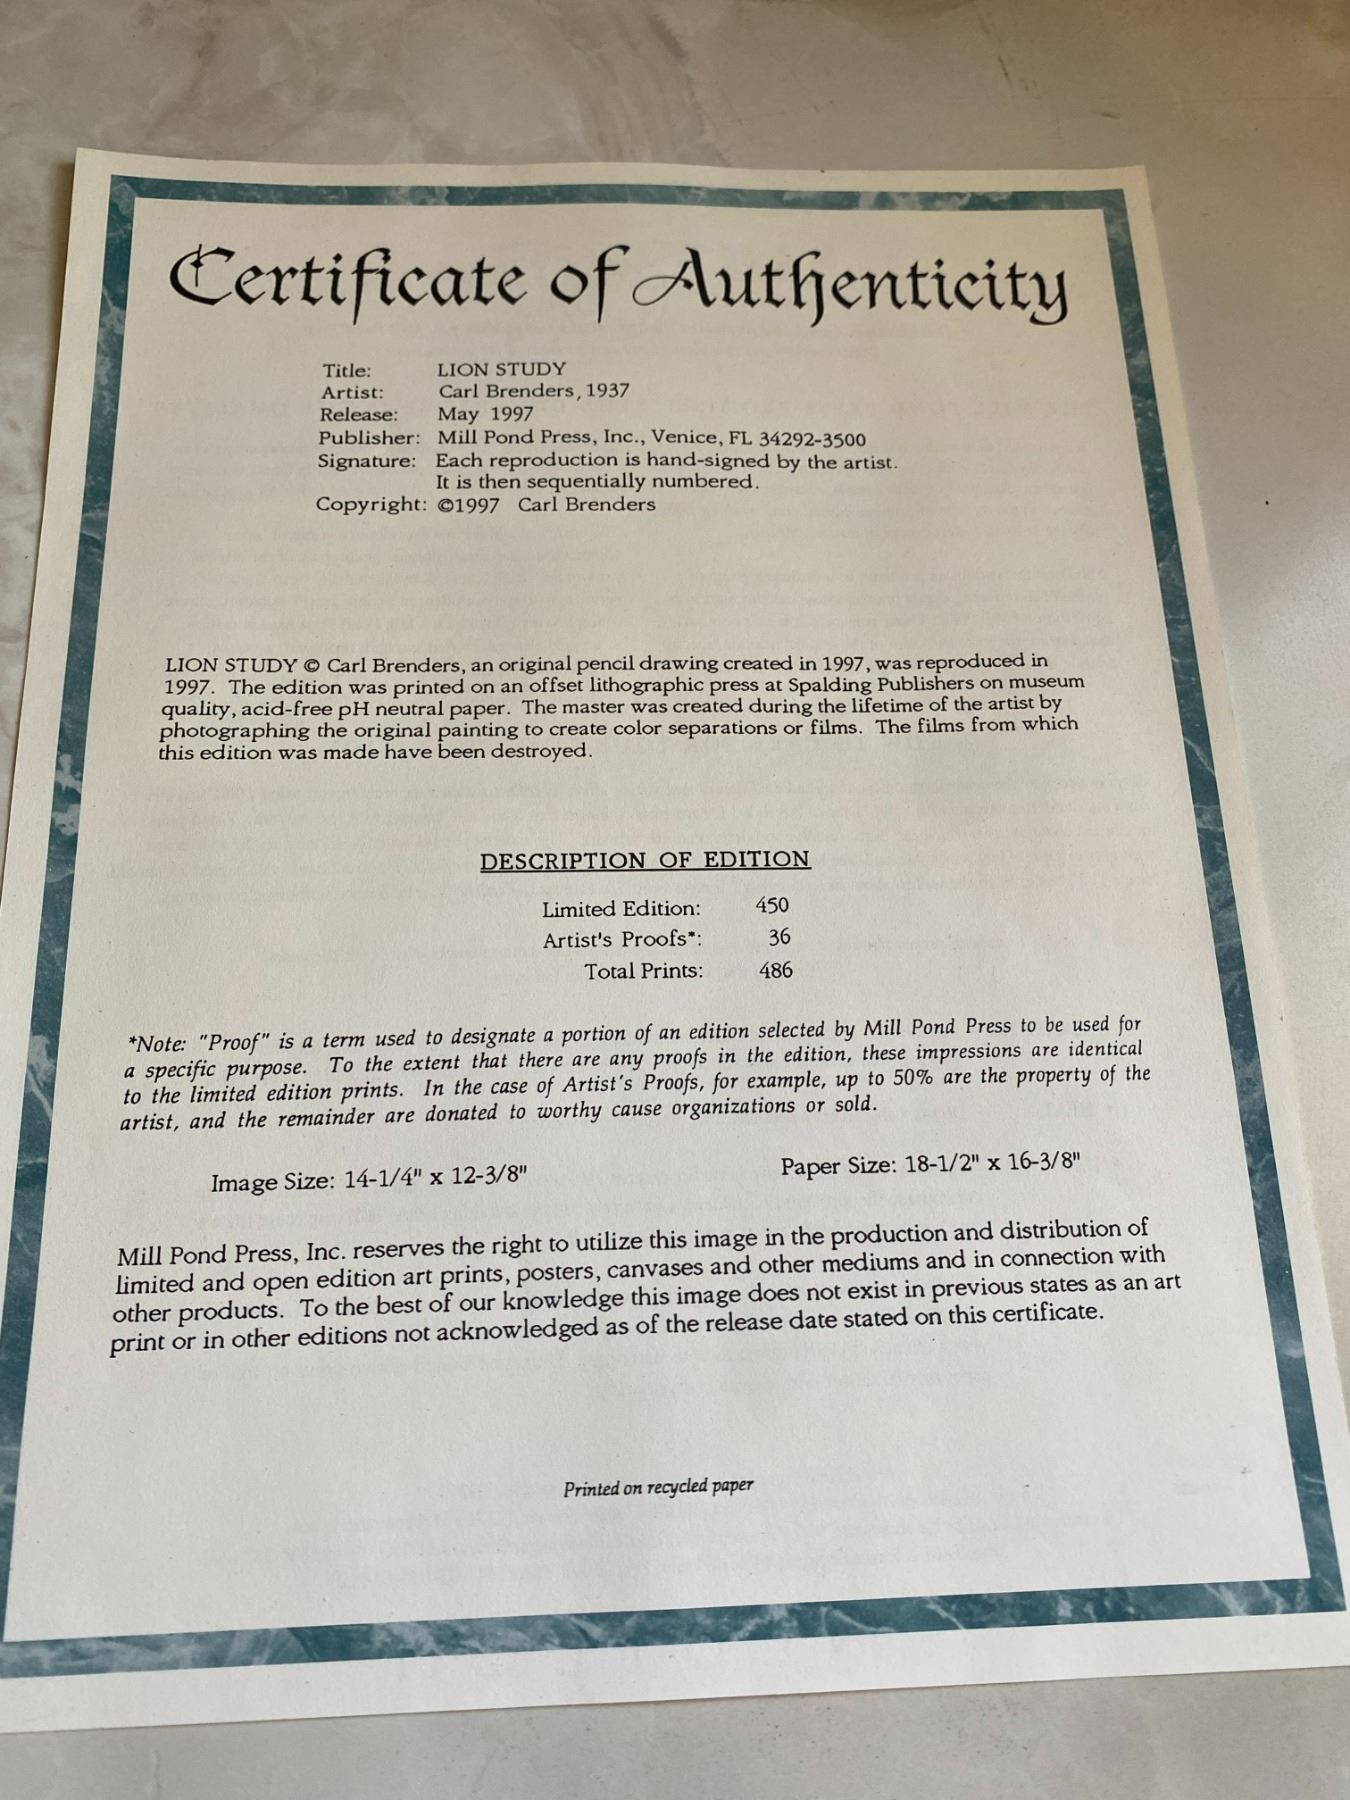 Certificate of Authenticity
Title: LION STUDY
Artist: Carl Brenders, 1937
Release: May 1997
Publisher: Mill Pond Press, Inc., Venice, FL 34292-3500
Signature: Each reproduction is hand-signed by the artist.
It is then sequentially numbered.
Copyright: ©1997 Carl Brenders
LION STUDY © Carl Brenders, an original pencil drawing created in 1997, was reproduced in
1997. The edition was printed on an offset lithographic press at Spalding Publishers on museum
quality, acid-free pH neutral paper. The master was created during the lifetime of the artist by
photographing the original painting to create color separations or films. The films from which
this edition was made have been destroyed.
DESCRIPTION OF EDITION
Limited Edition: 450
Artist's Proofs*: 36
Total Prints: 486
*Note: "Proof" is a term used to designate a portion of an edition selected by Mill Pond Press to be used for
a specific purpose. To the extent that there are any proofs in the edition, these impressions are identical
to the limited edition prints. In the case of Artist's Proofs, for example, up to 50% are the property of the
artist, and the remainder are donated to worthy cause organizations or sold.
Image Size: 14-1/4" x 12-3/8" Paper Size: 18-1/2" x 16-3/8"
Mill Pond Press, Inc. reserves the right to utilize this image in the production and distribution of
limited and open edition art prints, posters, canvases and other mediums and in connection with
other products. To the best of our knowledge this image does not exist in previous states as an art
print or in other editions not acknowledged as of the release date stated on this certificate.
Printed on recycled paper